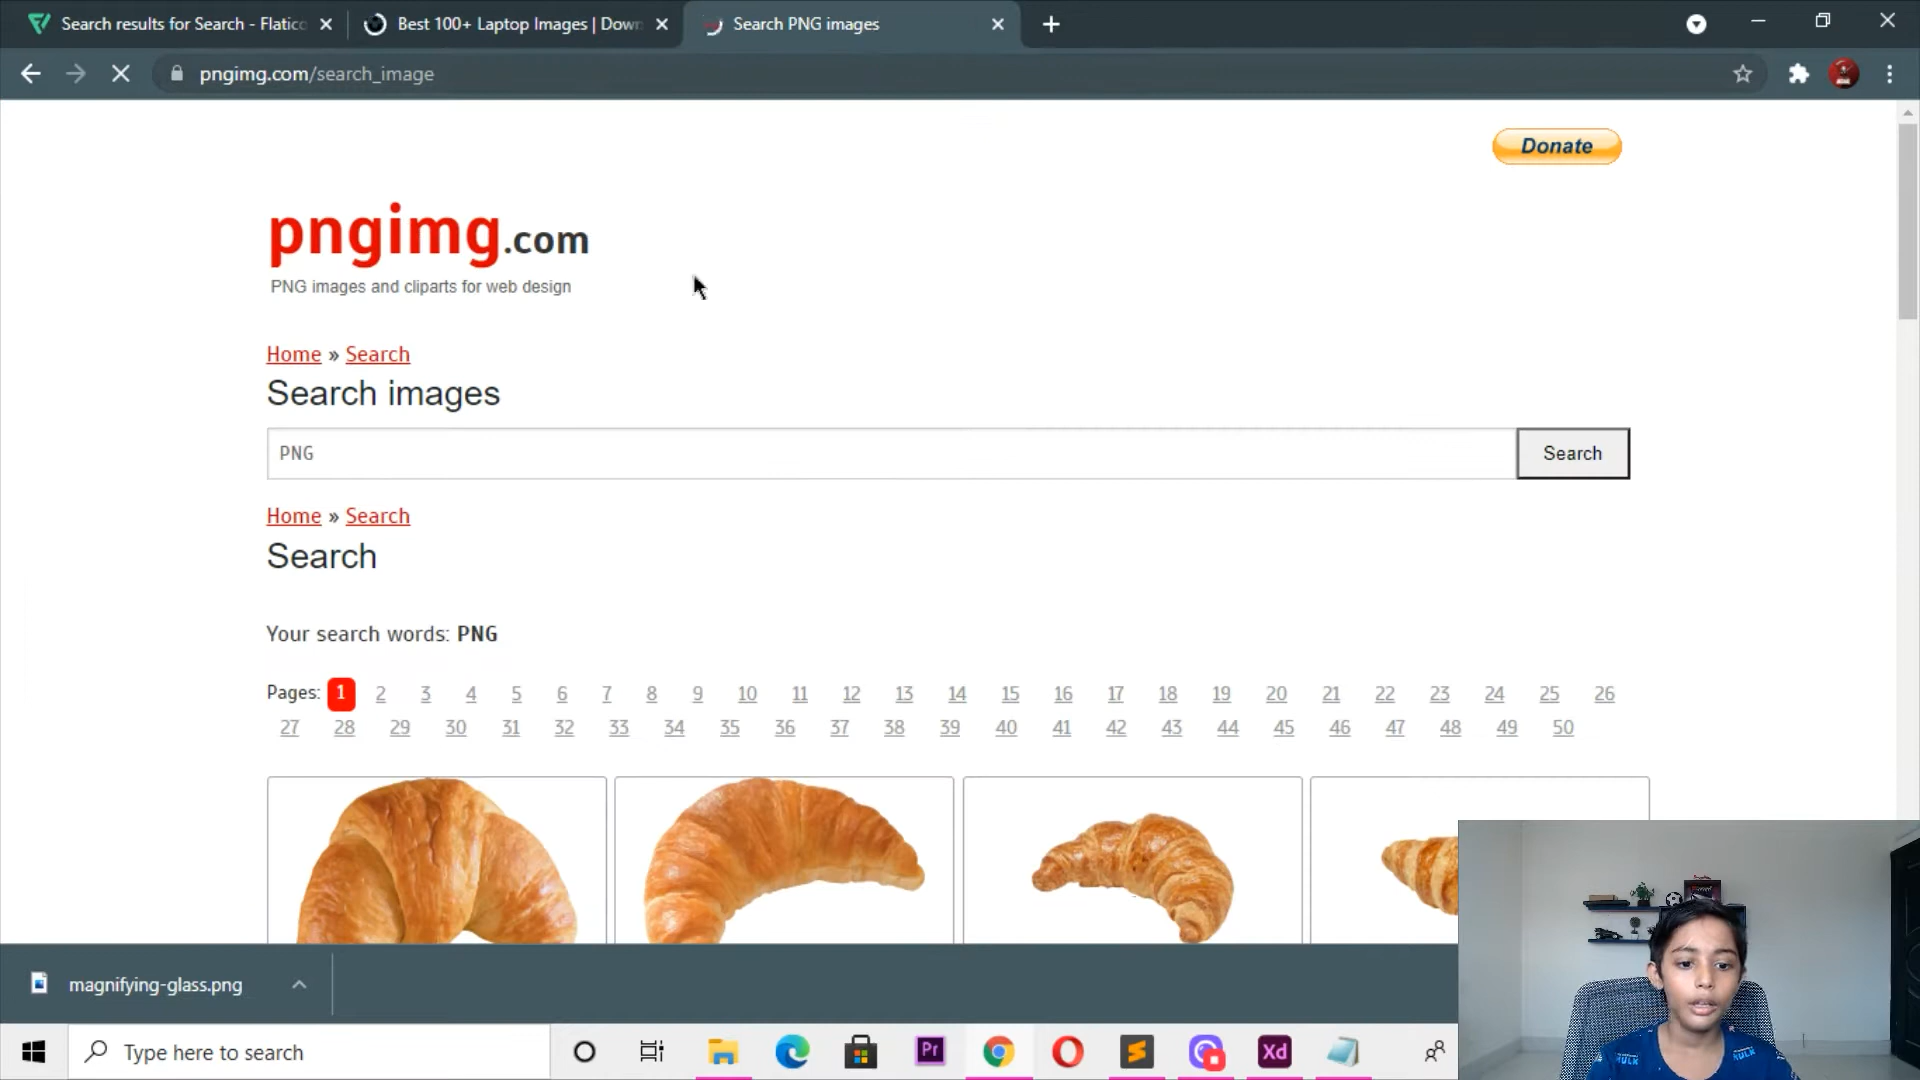 Search results for Search - Flatico
Best 100+ Laptop Images | Down
Search PNG images
pngimg.com/search_image
Donate
pngimg.com
PNG images and cliparts for web design
Home » Search
Search images
PNG
Search
Home » Search
Search
Your search words: PNG
Pages: 1 2 3 4 5 6 7 8 9 10 11 12 13 14 15 16 17 18 19 20 21 22 23 24 25 26
27 28 29 30 31 32 33 34 35 36 37 38 39 40 41 42 43 44 45 46 47 48 49 50
magnifying-glass.png
Type here to search
Pr
Xd
HULK
HULK